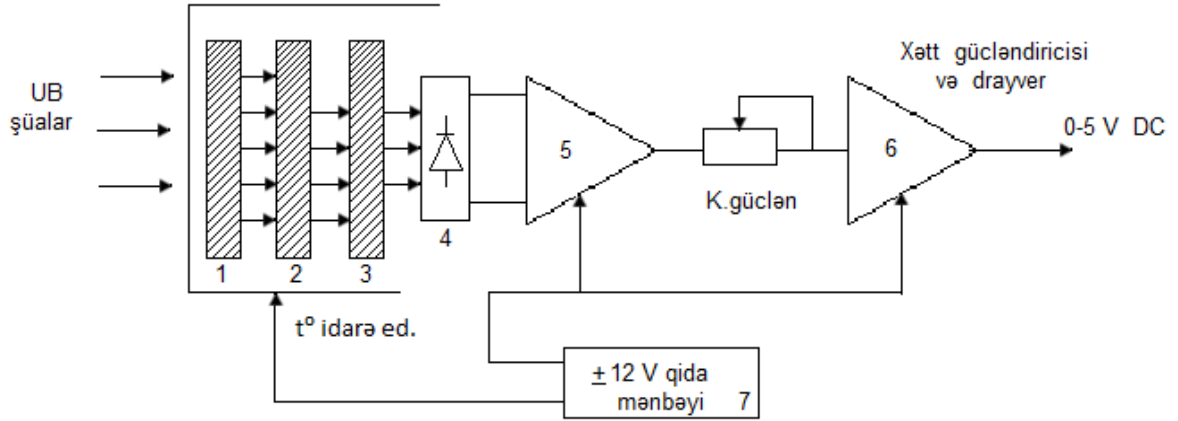 UB
şüalar
1
2
3
4
5
K.güclən
6
Xətt gücləndiricisi
və drayver
0-5 V DC
t° idarə ed.
± 12 V qida
mənbəyi 7